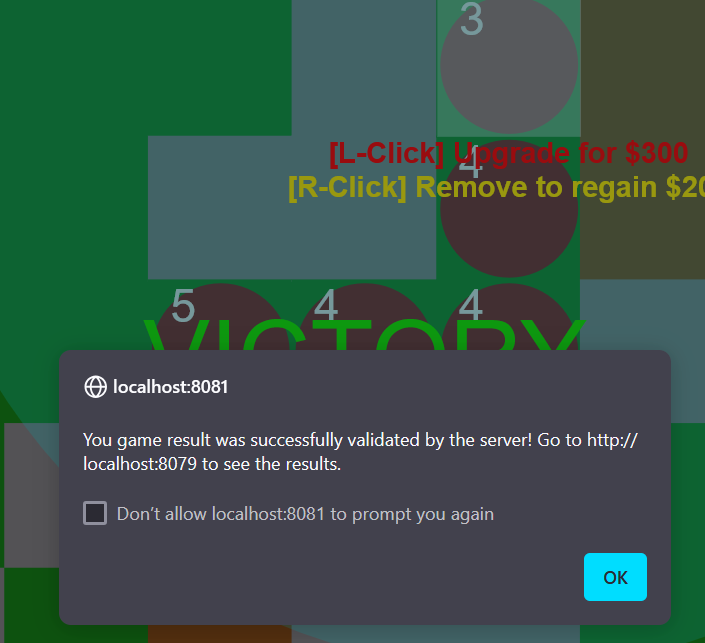 3
[L-Click] Upgrade for $300
4
[R-Click] Remove to regain $20
5 4 4
VICTORY
localhost:8081
You game result was successfully validated by the server! Go to http://
localhost:8079 to see the results.
Don’t allow localhost:8081 to prompt you again
OK